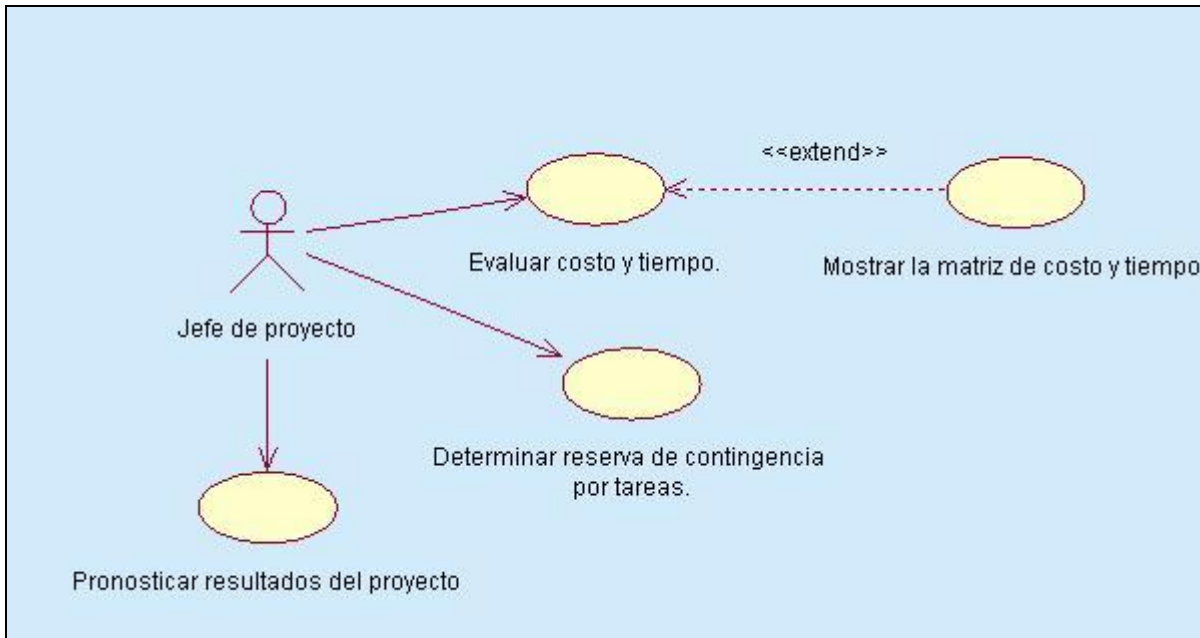 <<extend>>
Evaluar costo y tiempo.
Mostrar la matriz de costo y tiempo
Jefe de proyecto
Determinar reserva de contingencia
por tareas.
Pronosticar resultados del proyecto